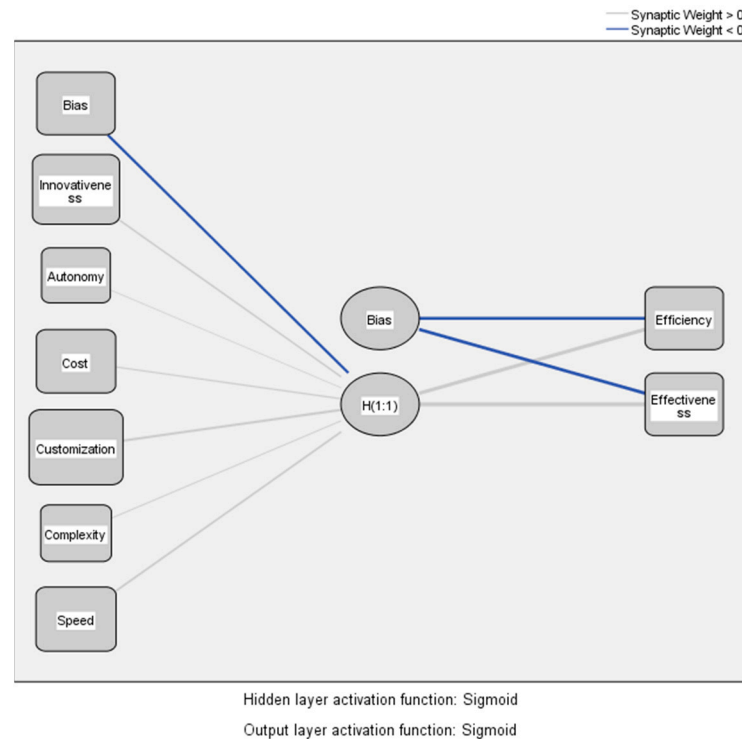 Synaptic Weight > 0
Synaptic Weight < 0
Bias
Innovativene
ss
Autonomy
Cost
Customization
Complexity
Speed
Bias
H(1:1)
Efficiency
Effectivene
ss
Hidden layer activation function: Sigmoid
Output layer activation function: Sigmoid